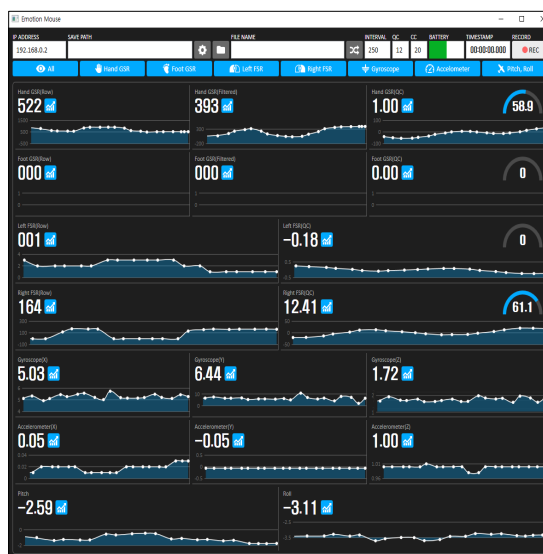 Emotion Mouse
IP ADDRESS SAVE PATH FILE NAME INTERVAL QC CC BATTERY TIMESTAMP RECORD
192.168.0.2 250 12 20 00:00:00.000 REC
All Hand GSR Foot GSR Left FSR Right FSR Gyroscope Accelerometer Pitch, Roll
Hand GSR(Row) Hand GSR(Filtered) Hand GSR(QC)
522 393 1.00 58.9
Foot GSR(Row) Foot GSR(Filtered) Foot GSR(QC)
000 000 0.00 0
Left FSR(Row) Left FSR(QC)
001 -0.18 0
Right FSR(Row) Right FSR(QC)
164 12.41 61.1
Gyroscope(X) Gyroscope(Y) Gyroscope(Z)
5.03 6.44 1.72
Accelerometer(X) Accelerometer(Y) Accelerometer(Z)
0.05 -0.05 1.00
Pitch Roll
-2.59 -3.11